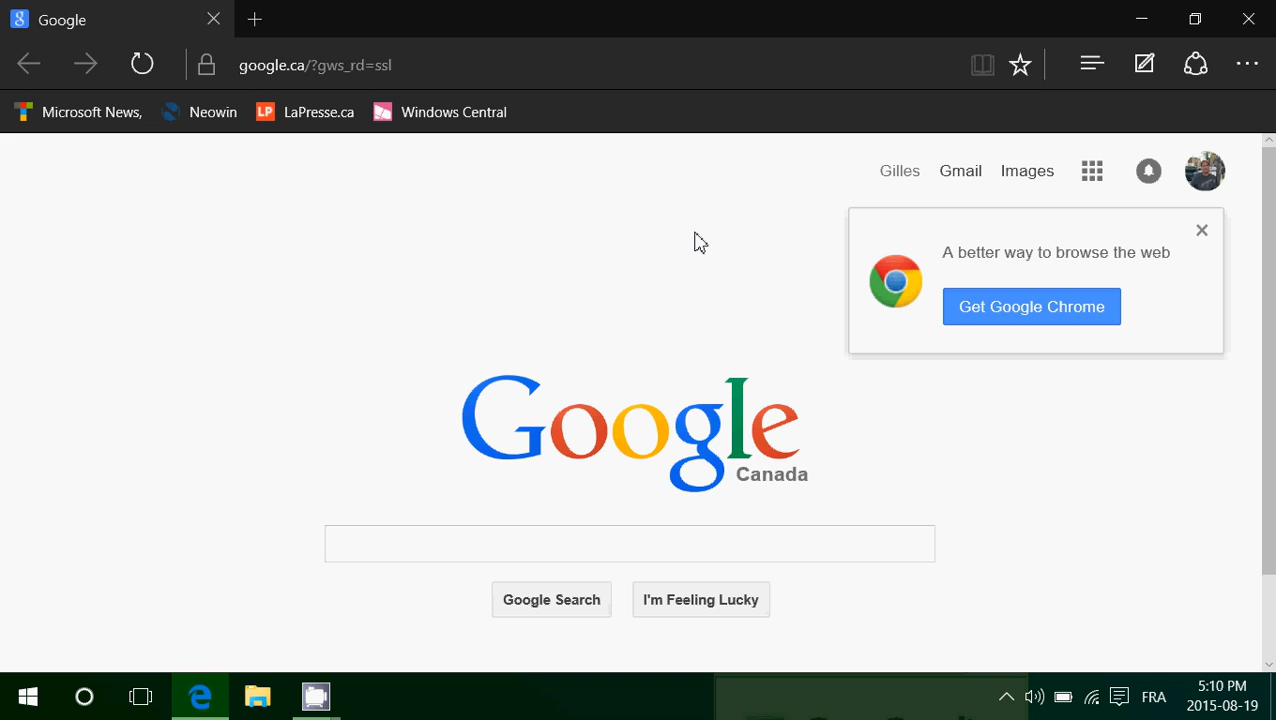 Google
google.ca/?gws_rd=ssl
Microsoft News, Neowin LP LaPresse.ca Windows Central
Gilles Gmail Images
A better way to browse the web
Get Google Chrome
Google
Canada
Google Search I'm Feeling Lucky
FRA
5:10 PM
2015-08-19